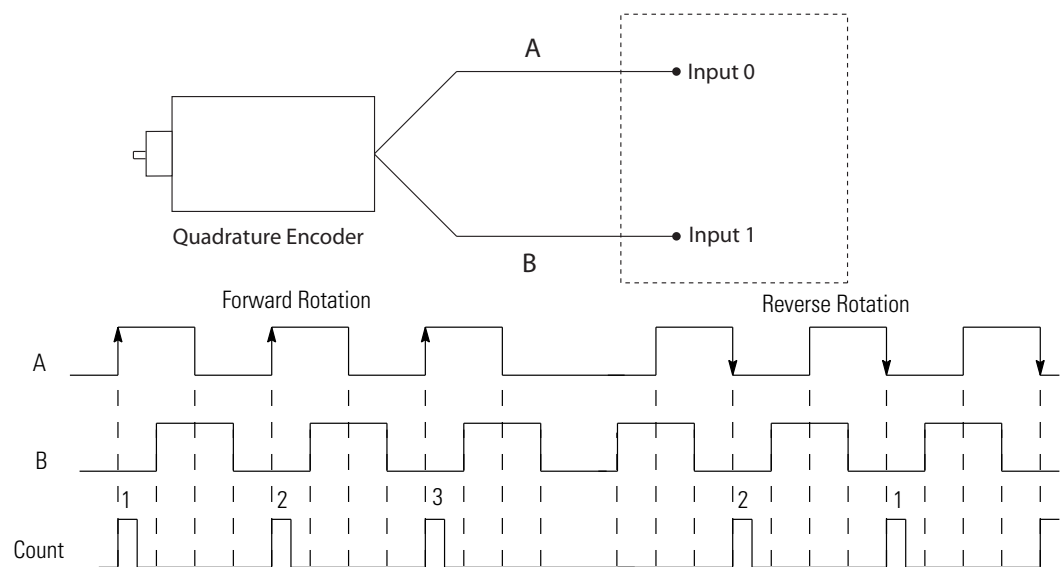 A
Input 0
Quadrature Encoder
Input 1
B
Forward Rotation
Reverse Rotation
A
B
1 2 3 2 1
Count